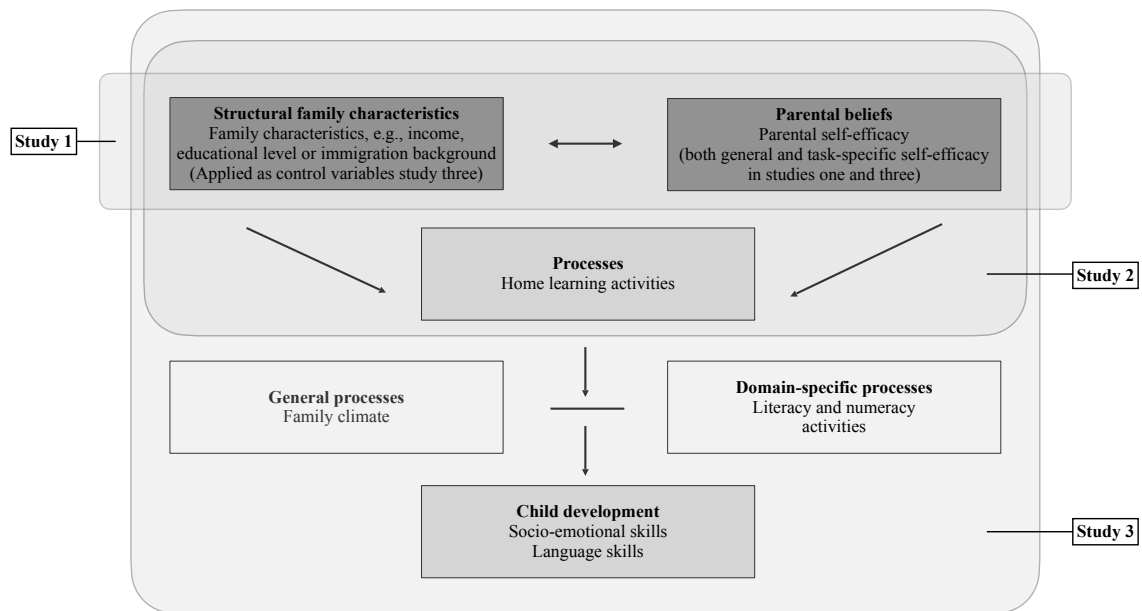 Structural family characteristics
Family characteristics, e.g., income,
educational level or immigration background
(Applied as control variables study three)
Parental beliefs
Parental self-efficacy
(both general and task-specific self-efficacy
in studies one and three)
Study 1
Processes
Home learning activities
Study 2
General processes
Family climate
Domain-specific processes
Literacy and numeracy
activities
Child development
Socio-emotional skills
Language skills
Study 3